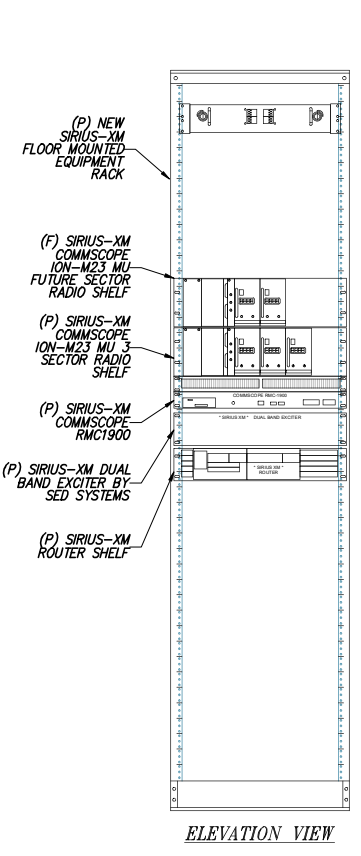 (P) NEW
SIRIUS-XM
FLOOR MOUNTED
EQUIPMENT
RACK
(F) SIRIUS-XM
COMMSCOPE
ION-M23 MU
FUTURE SECTOR
RADIO SHELF
(P) SIRIUS-XM
COMMSCOPE
ION-M23 MU 3
SECTOR RADIO
SHELF
COMMSCOPE RMC-1900
(P) SIRIUS-XM
COMMSCOPE
RMC1900
" SIRIUS XM " DUAL BAND EXCITER
(P) SIRIUS-XM DUAL
BAND EXCITER BY
SED SYSTEMS
" SIRIUS XM "
ROUTER
(P) SIRIUS-XM
ROUTER SHELF
ELEVATION VIEW